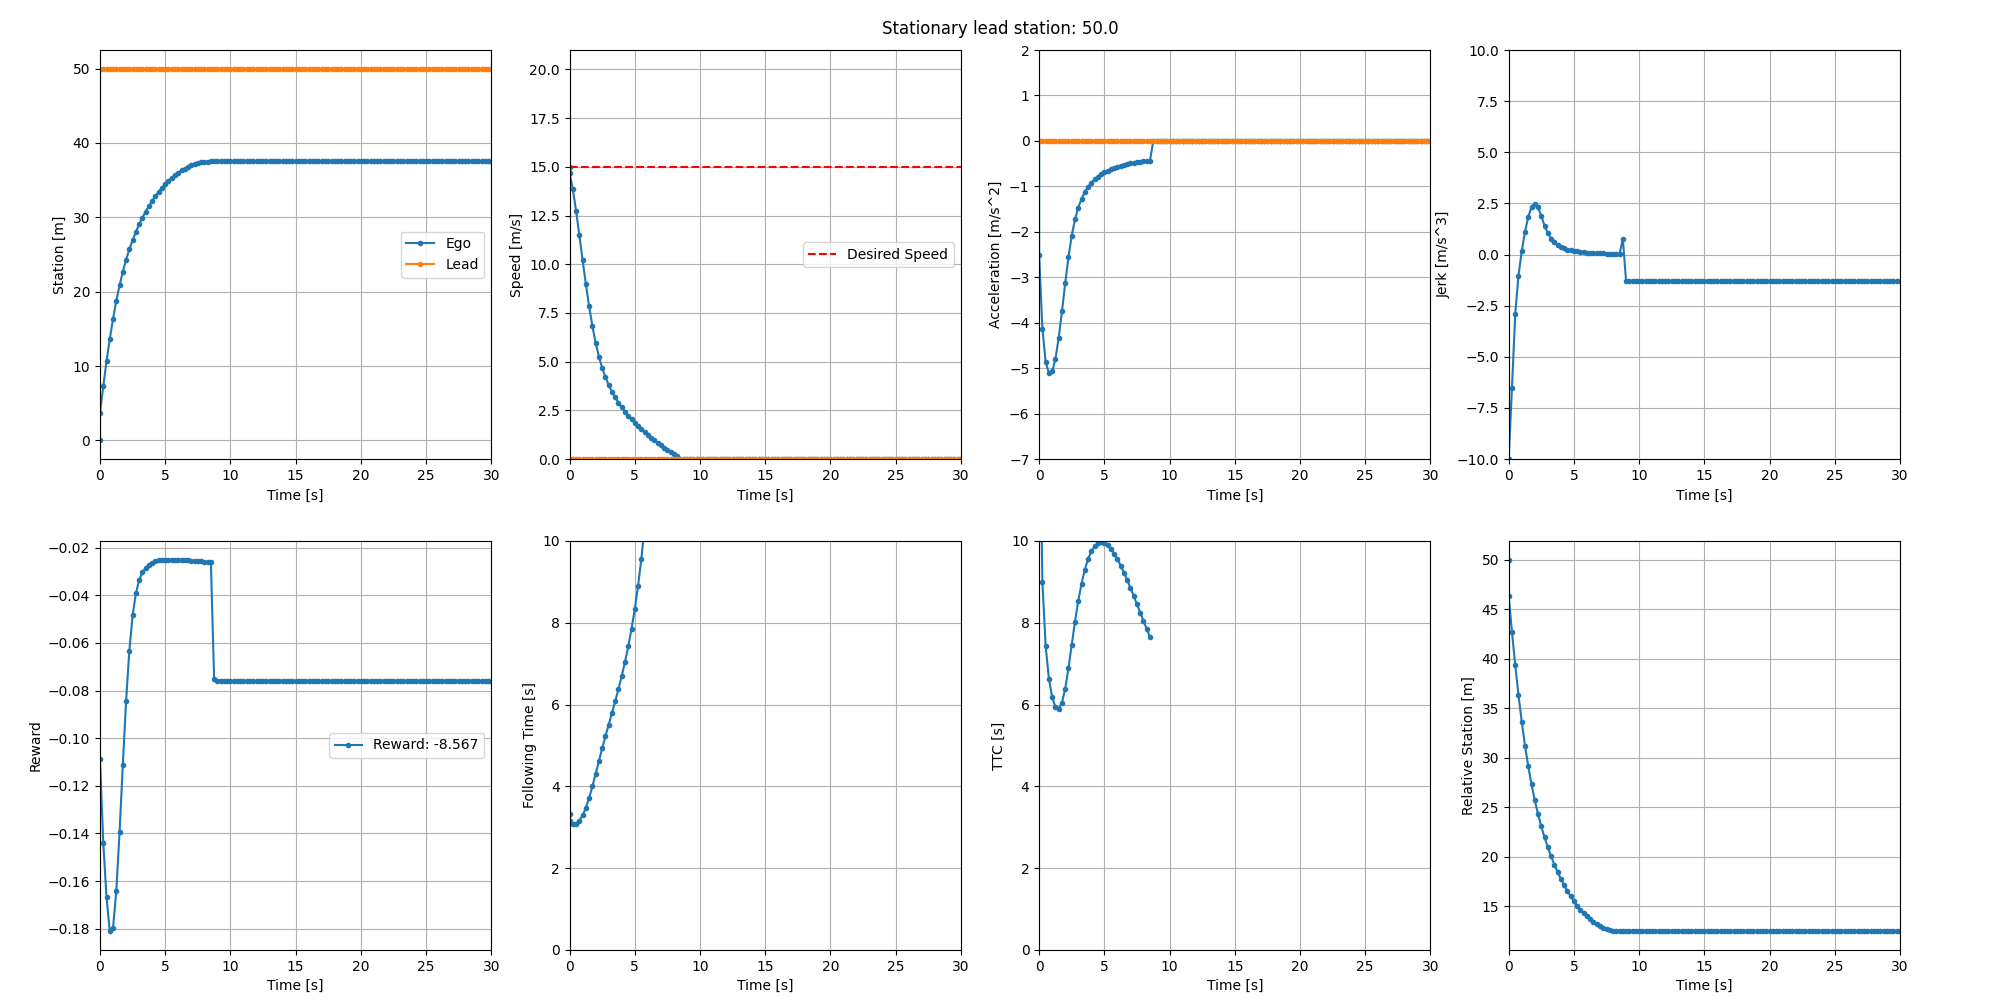 Stationary lead station: 50.0
50
40
30
20
10
0
Station [m]
Ego
Lead
0 5 10 15 20 25 30
Time [s]
20.0
17.5
15.0
12.5
10.0
7.5
5.0
2.5
0.0
Speed [m/s]
Desired Speed
0 5 10 15 20 25 30
Time [s]
2
1
0
−1
−2
−3
−4
−5
−6
−7
Acceleration [m/s^2]
0 5 10 15 20 25 30
Time [s]
10.0
7.5
5.0
2.5
0.0
−2.5
−5.0
−7.5
−10.0
Jerk [m/s^3]
0 5 10 15 20 25 30
Time [s]
−0.02
−0.04
−0.06
−0.08
−0.10
−0.12
−0.14
−0.16
−0.18
Reward
Reward: -8.567
0 5 10 15 20 25 30
Time [s]
10
8
6
4
2
0
Following Time [s]
0 5 10 15 20 25 30
Time [s]
10
8
6
4
2
0
TTC [s]
0 5 10 15 20 25 30
Time [s]
50
45
40
35
30
25
20
15
Relative Station [m]
0 5 10 15 20 25 30
Time [s]